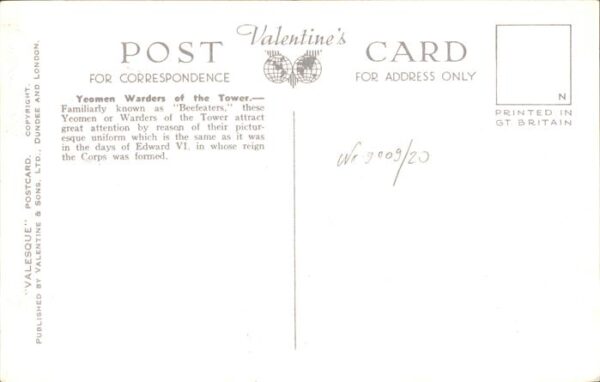 Valentine's
POST CARD
FOR CORRESPONDENCE
FOR ADDRESS ONLY
N
PRINTED IN
GT. BRITAIN
Yeomen Warders of the Tower.—
Familiarly known as "Beefeaters," these
Yeomen or Warders of the Tower attract
great attention by reason of their pictur-
esque uniform which is the same as it was
in the days of Edward VI. in whose reign
the Corps was formed.
9009/20
"VALESQUE" POSTCARD. COPYRIGHT.
PUBLISHED BY VALENTINE & SONS, LTD., DUNDEE AND LONDON.